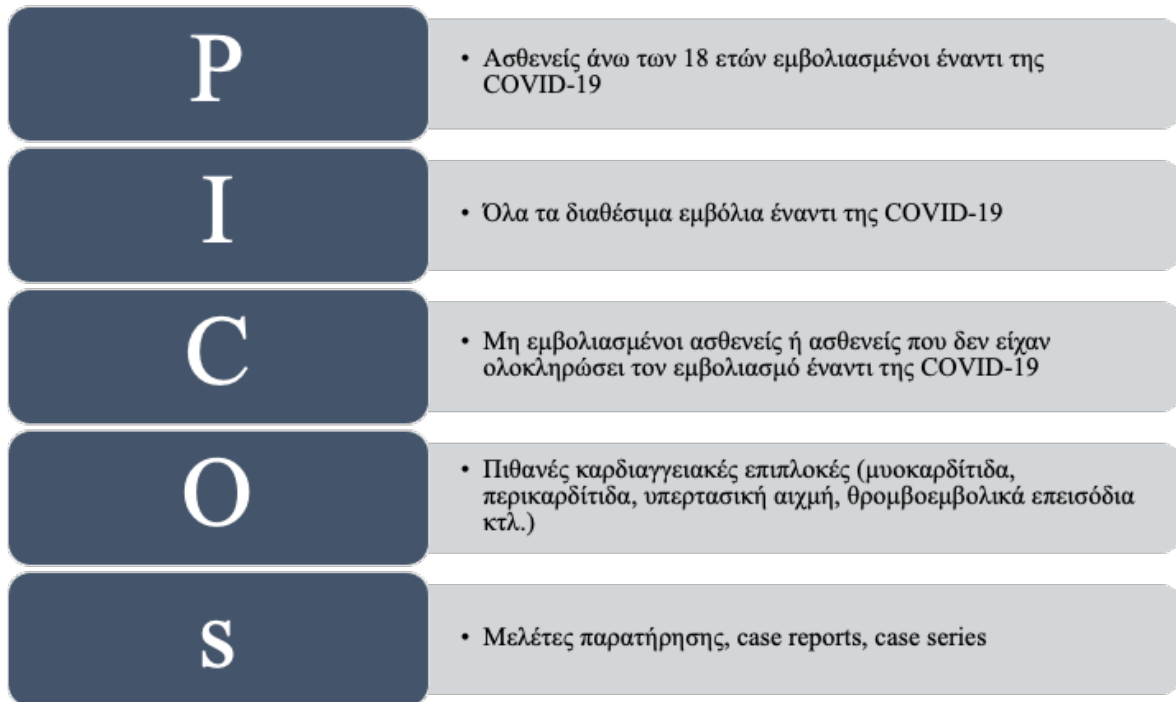 P
• Ασθενείς άνω των 18 ετών εμβολιασμένοι έναντι της
COVID-19
I
• Όλα τα διαθέσιμα εμβόλια έναντι της COVID-19
C
• Μη εμβολιασμένοι ασθενείς ή ασθενείς που δεν είχαν
ολοκληρώσει τον εμβολιασμό έναντι της COVID-19
O
• Πιθανές καρδιαγγειακές επιπλοκές (μυοκαρδίτιδα,
περικαρδίτιδα, υπερτασική αιχμή, θρομβοεμβολικά επεισόδια
κτλ.)
s
• Μελέτες παρατήρησης, case reports, case series